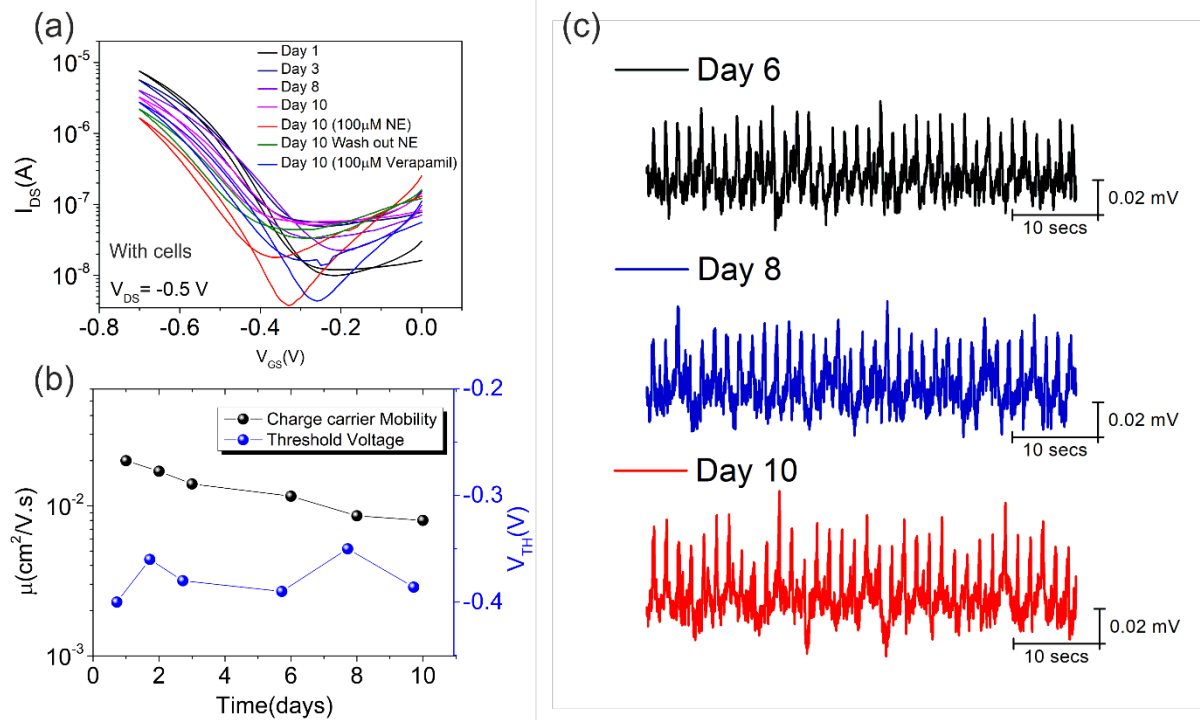 (a)
Day 1
Day 3
Day 8
Day 10
Day 10 (100μM NE)
Day 10 Wash out NE
Day 10 (100μM Verapamil)
10⁻⁵
10⁻⁶
10⁻⁷
10⁻⁸
I_DS(A)
With cells
V_DS= -0.5 V
-0.8 -0.6 -0.4 -0.2 0.0
V_GS(V)
(b)
Charge carrier Mobility
Threshold Voltage
10⁻²
10⁻³
μ(cm²/V.s)
-0.2
-0.3
-0.4
V_TH(V)
0 2 4 6 8 10
Time(days)
(c)
Day 6
0.02 mV
10 secs
Day 8
0.02 mV
10 secs
Day 10
0.02 mV
10 secs